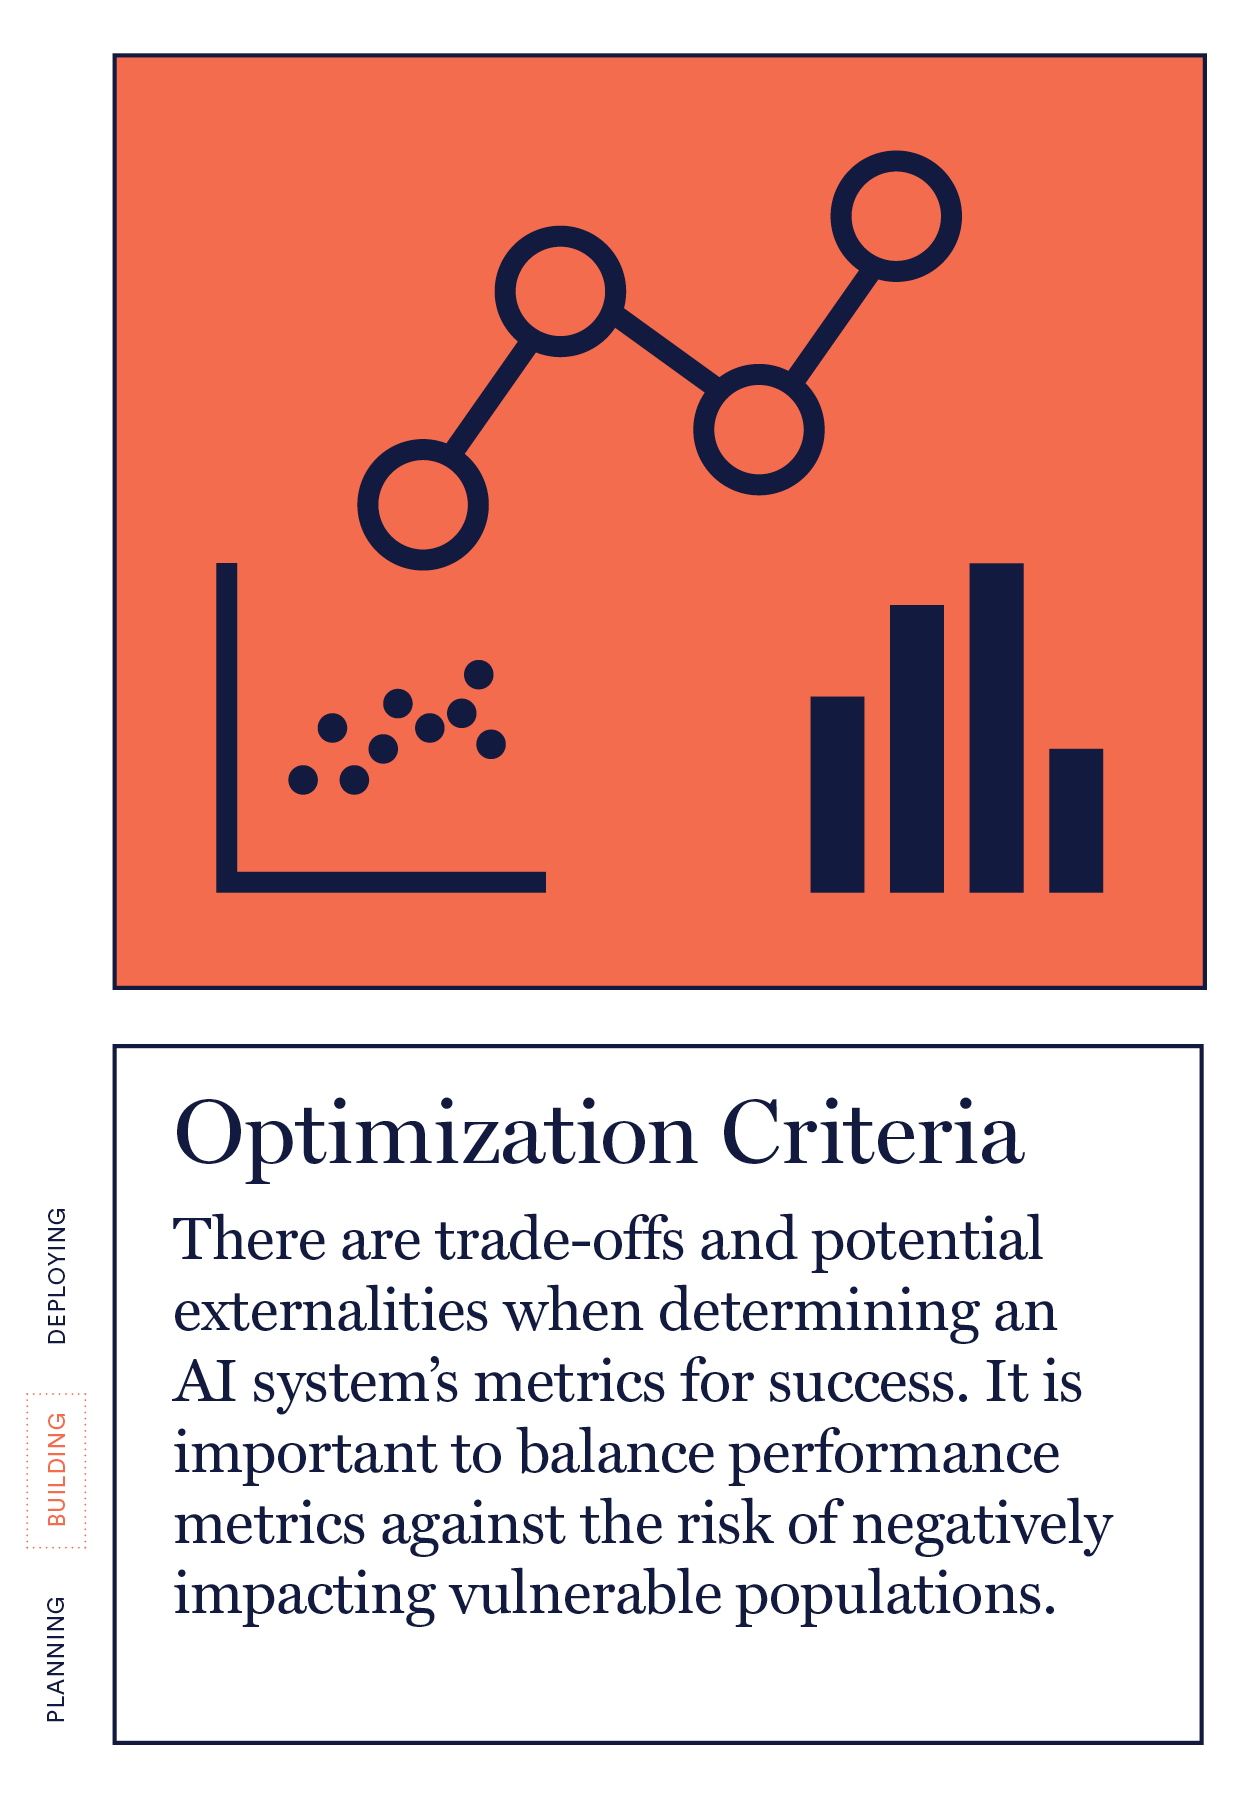 Optimization Criteria
There are trade-offs and potential
externalities when determining an
AI system’s metrics for success. It is
important to balance performance
metrics against the risk of negatively
impacting vulnerable populations.
PLANNING
BUILDING
DEPLOYING